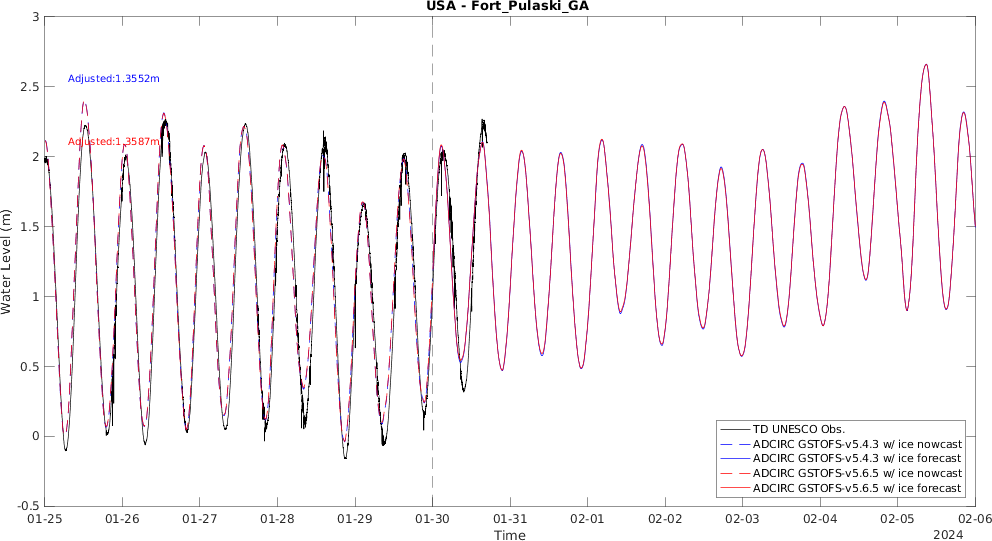 USA - Fort_Pulaski_GA
3
2.5
2
1.5
1
0.5
0
-0.5
Water Level (m)
Adjusted:1.3552m
Adjusted:1.3587m
TD UNESCO Obs.
ADCIRC GSTOFS-v5.4.3 w/ ice nowcast
ADCIRC GSTOFS-v5.4.3 w/ ice forecast
ADCIRC GSTOFS-v5.6.5 w/ ice nowcast
ADCIRC GSTOFS-v5.6.5 w/ ice forecast
01-25 01-26 01-27 01-28 01-29 01-30 01-31 02-01 02-02 02-03 02-04 02-05 02-06
Time
2024